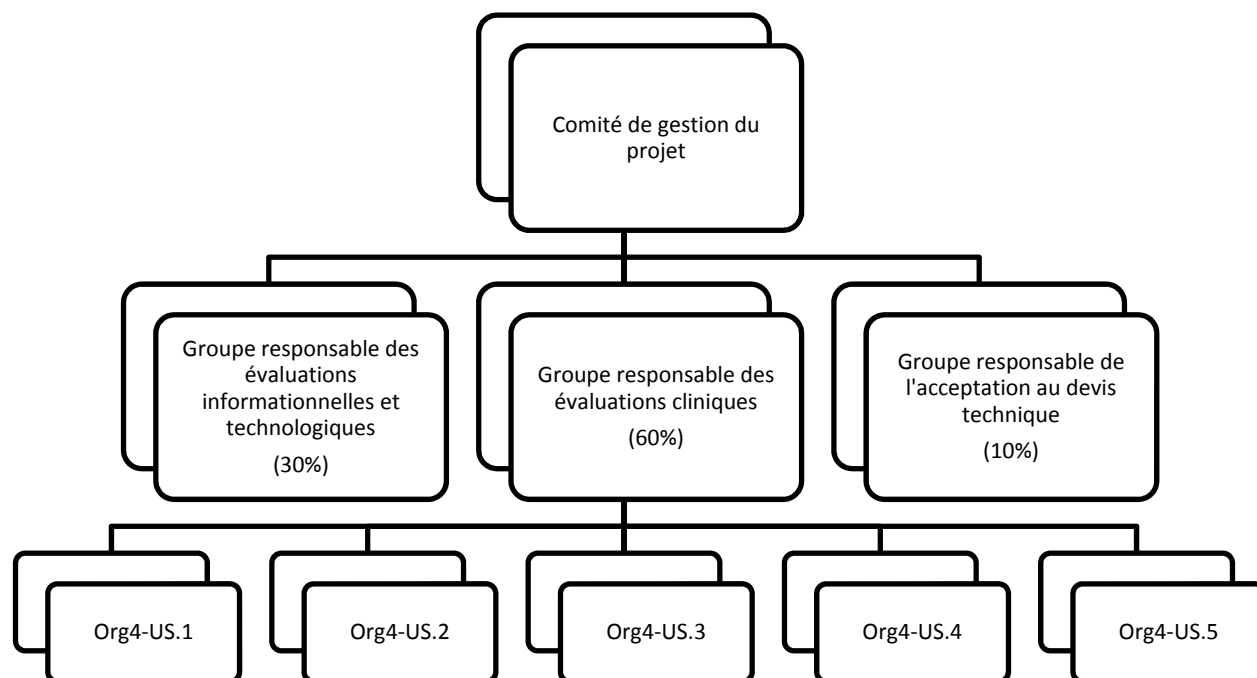 Comité de gestion du
projet
Groupe responsable des
évaluations
informationnelles et
technologiques
(30%)
Groupe responsable des
évaluations cliniques
(60%)
Groupe responsable de
l'acceptation au devis
technique
(10%)
Org4-US.1
Org4-US.2
Org4-US.3
Org4-US.4
Org4-US.5